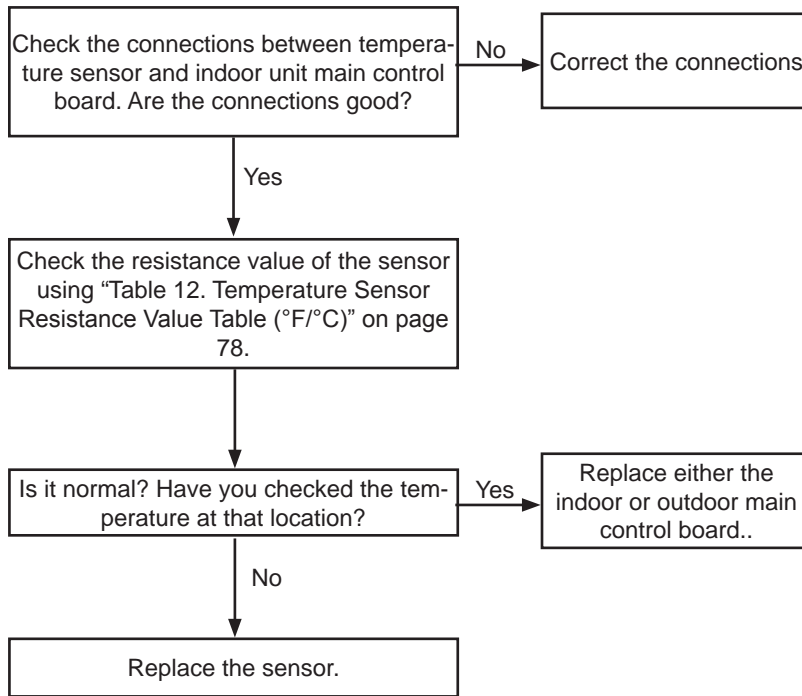 Check the connections between tempera-
ture sensor and indoor unit main control
board. Are the connections good?
No
Correct the connections
Yes
Check the resistance value of the sensor
using “Table 12. Temperature Sensor
Resistance Value Table (°F/°C)” on page
78.
Is it normal? Have you checked the tem-
perature at that location?
Yes
Replace either the
indoor or outdoor main
control board..
No
Replace the sensor.